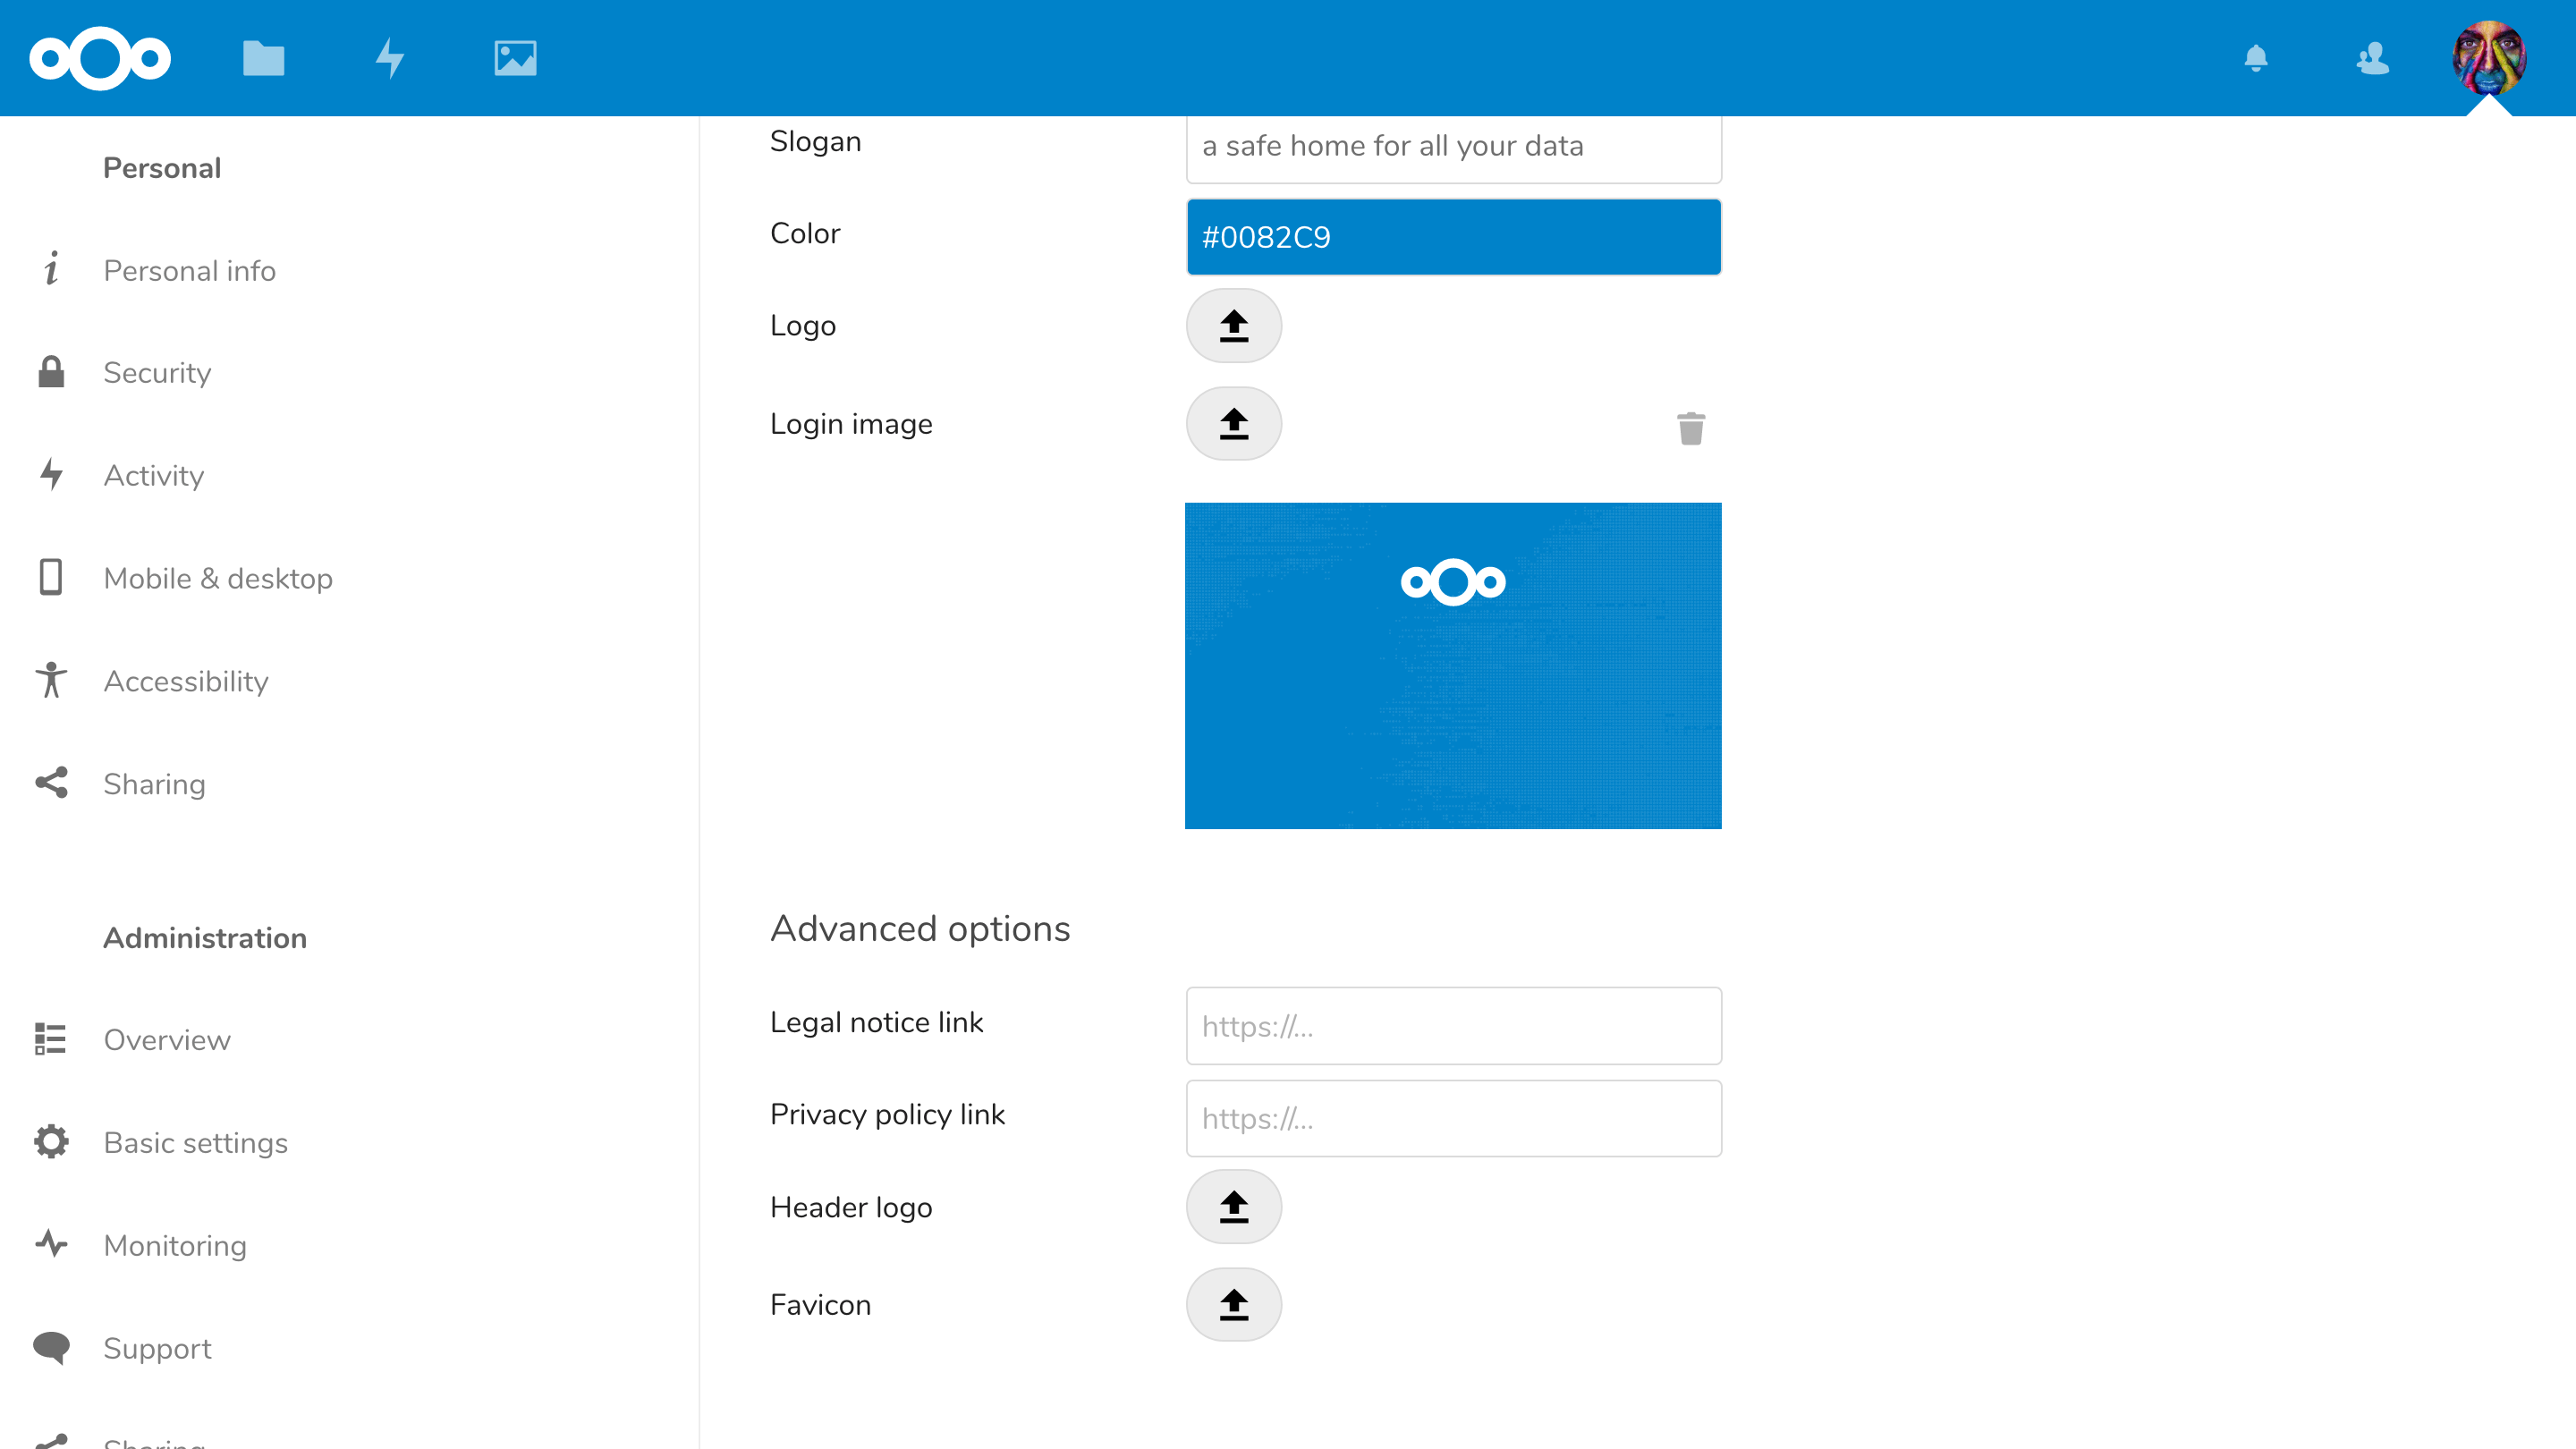 Personal
Personal info
Security
Activity
Mobile & desktop
Accessibility
Sharing
Administration
Overview
Basic settings
Monitoring
Support
Sharing
Slogan
a safe home for all your data
Color
#0082C9
Logo
Login image
Advanced options
Legal notice link
https://...
Privacy policy link
https://...
Header logo
Favicon